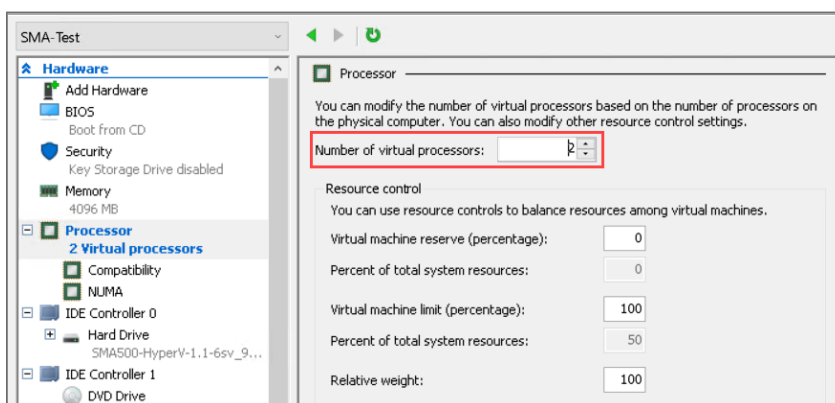 SMA-Test
Hardware
Add Hardware
BIOS
Boot from CD
Security
Key Storage Drive disabled
Memory
4096 MB
Processor
2 Virtual processors
Compatibility
NUMA
IDE Controller 0
Hard Drive
SMA500-HyperV-1.1-6sv_9...
IDE Controller 1
DVD Drive
Processor
You can modify the number of virtual processors based on the number of processors on
the physical computer. You can also modify other resource control settings.
Number of virtual processors: 2
Resource control
You can use resource controls to balance resources among virtual machines.
Virtual machine reserve (percentage): 0
Percent of total system resources: 0
Virtual machine limit (percentage): 100
Percent of total system resources: 50
Relative weight: 100